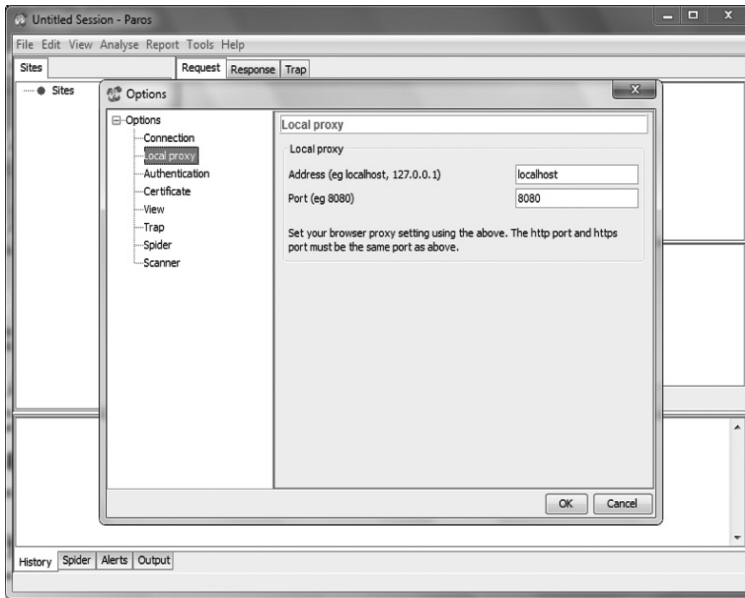 Untitled Session - Paros
File Edit View Analyse Report Tools Help
Sites
Request Response Trap
Sites
Options
Options
Connection
Local proxy
Authentication
Certificate
View
Trap
Spider
Scanner
Local proxy
Local proxy
Address (eg localhost, 127.0.0.1)
localhost
Port (eg 8080)
8080
Set your browser proxy setting using the above. The http port and https
port must be the same port as above.
OK Cancel
History Spider Alerts Output